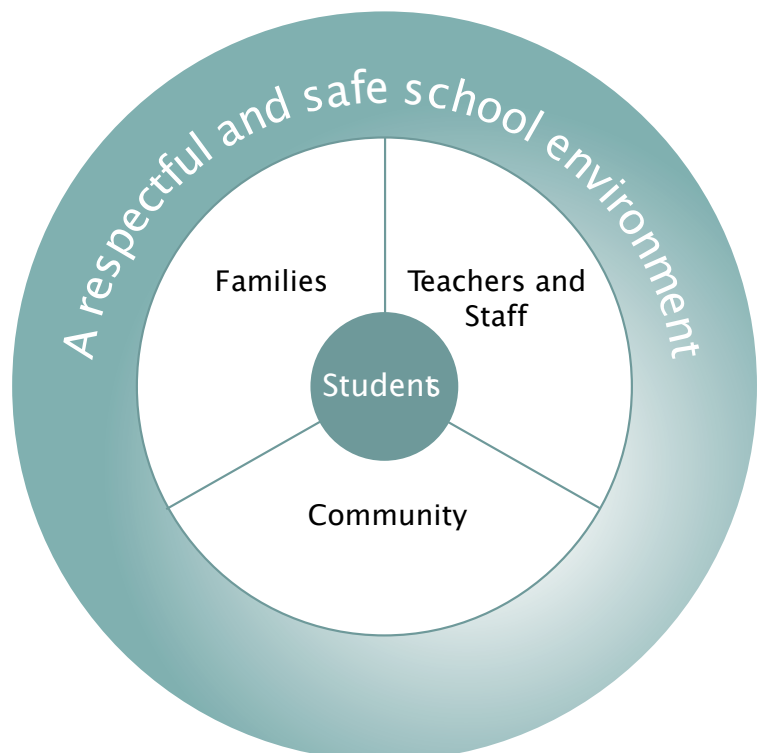 A respectful and safe school environment
Families
Teachers and
Staff
Students
Community